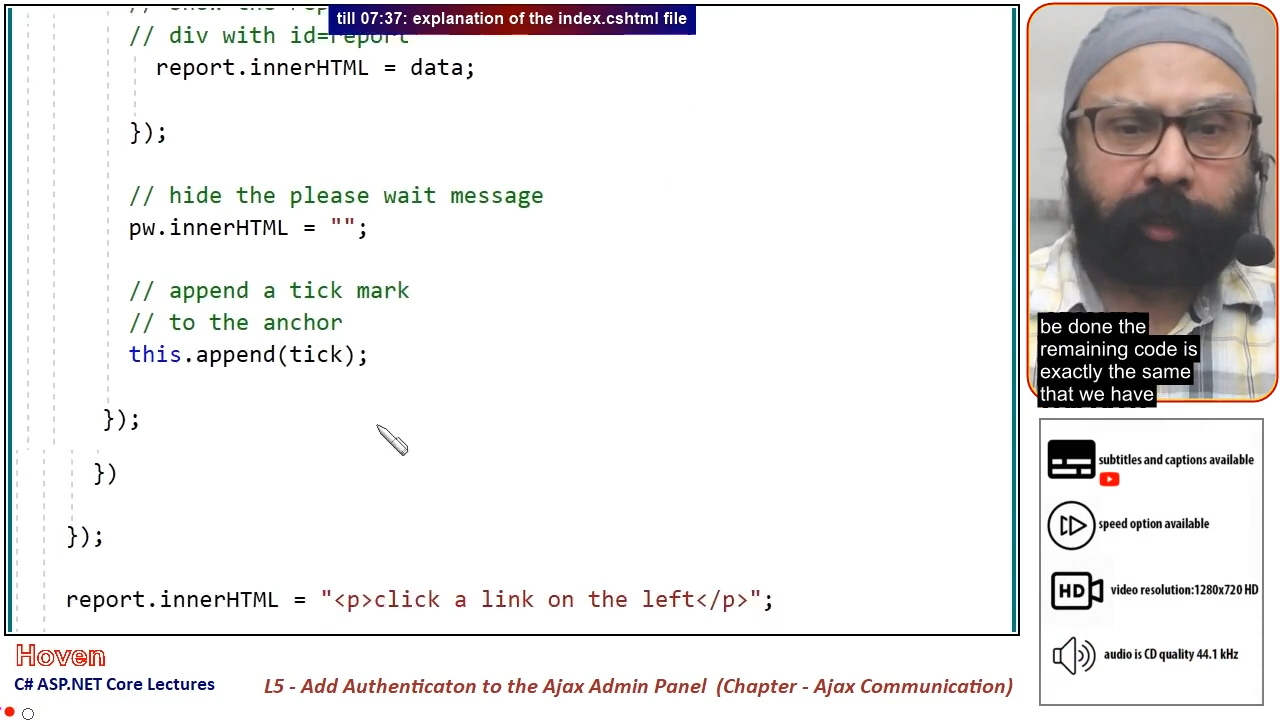 till 07:37: explanation of the index.cshtml file
// show the rep
// div with id=report
report.innerHTML = data;
});
// hide the please wait message
pw.innerHTML = "";
// append a tick mark
// to the anchor
this.append(tick);
});
})
});
report.innerHTML = "<p>click a link on the left</p>";
be done the
remaining code is
exactly the same
that we have
subtitles and captions available
speed option available
HD
video resolution:1280x720 HD
audio is CD quality 44.1 kHz
Hoven
C# ASP.NET Core Lectures
L5 - Add Authenticaton to the Ajax Admin Panel (Chapter - Ajax Communication)